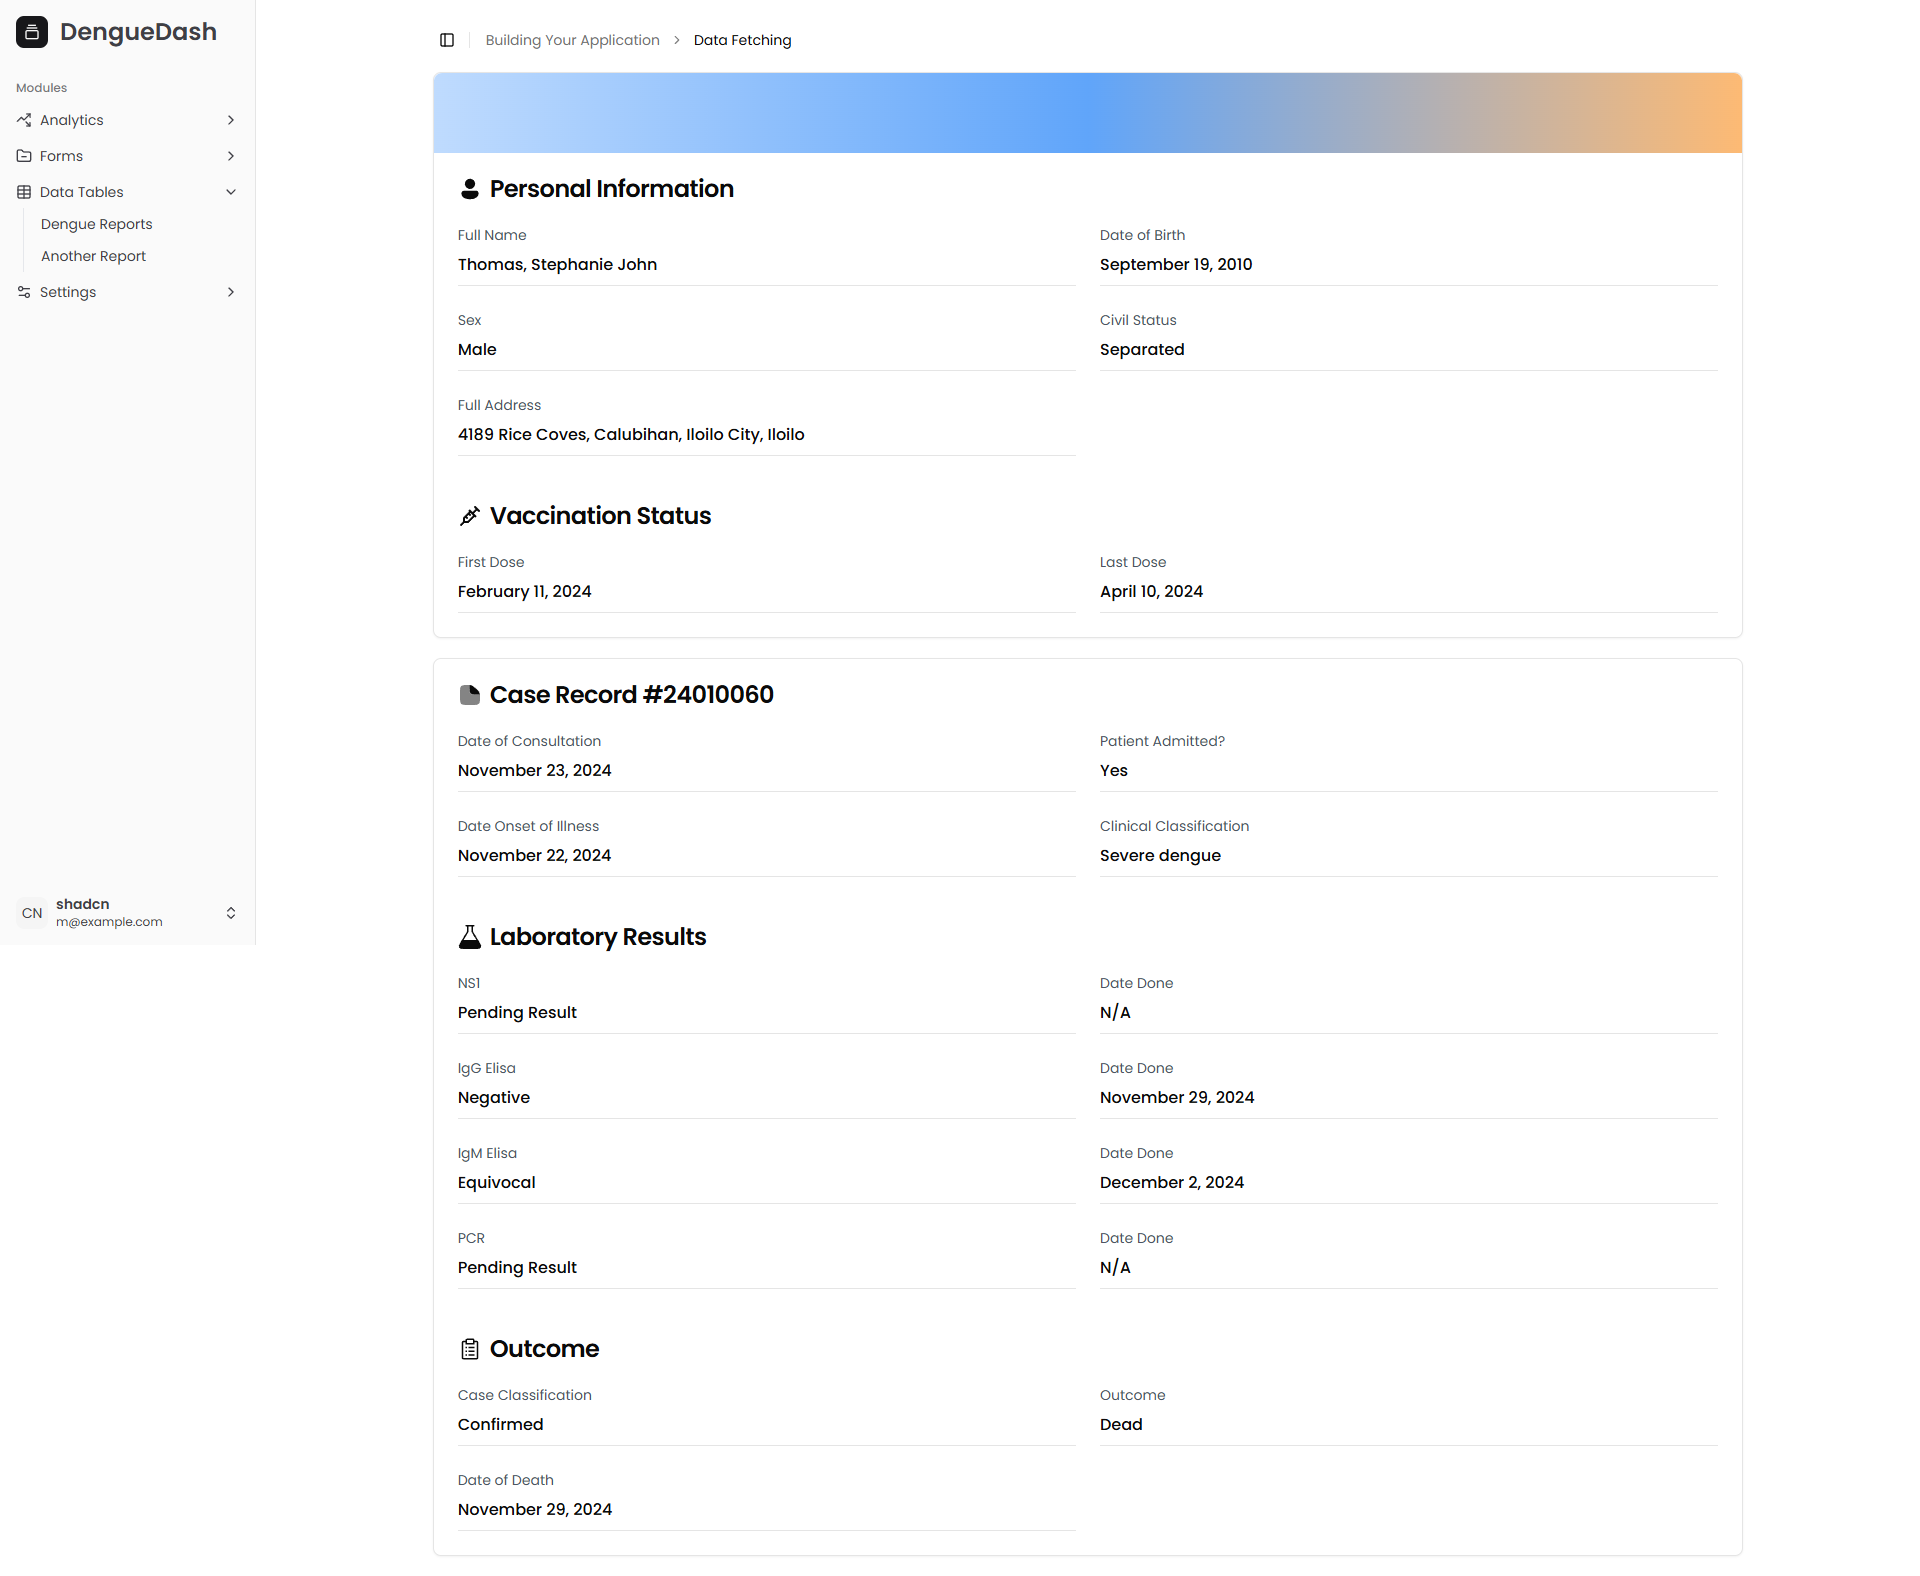 DengueDash
Modules
Analytics
Forms
Data Tables
Dengue Reports
Another Report
Settings
CN
shadcn
m@example.com
Building Your Application > Data Fetching
Personal Information
Full Name
Thomas, Stephanie John
Date of Birth
September 19, 2010
Sex
Male
Civil Status
Separated
Full Address
4189 Rice Coves, Calubihan, Iloilo City, Iloilo
Vaccination Status
First Dose
February 11, 2024
Last Dose
April 10, 2024
Case Record #24010060
Date of Consultation
November 23, 2024
Patient Admitted?
Yes
Date Onset of Illness
November 22, 2024
Clinical Classification
Severe dengue
Laboratory Results
NS1
Pending Result
Date Done
N/A
IgG Elisa
Negative
Date Done
November 29, 2024
IgM Elisa
Equivocal
Date Done
December 2, 2024
PCR
Pending Result
Date Done
N/A
Outcome
Case Classification
Confirmed
Outcome
Dead
Date of Death
November 29, 2024